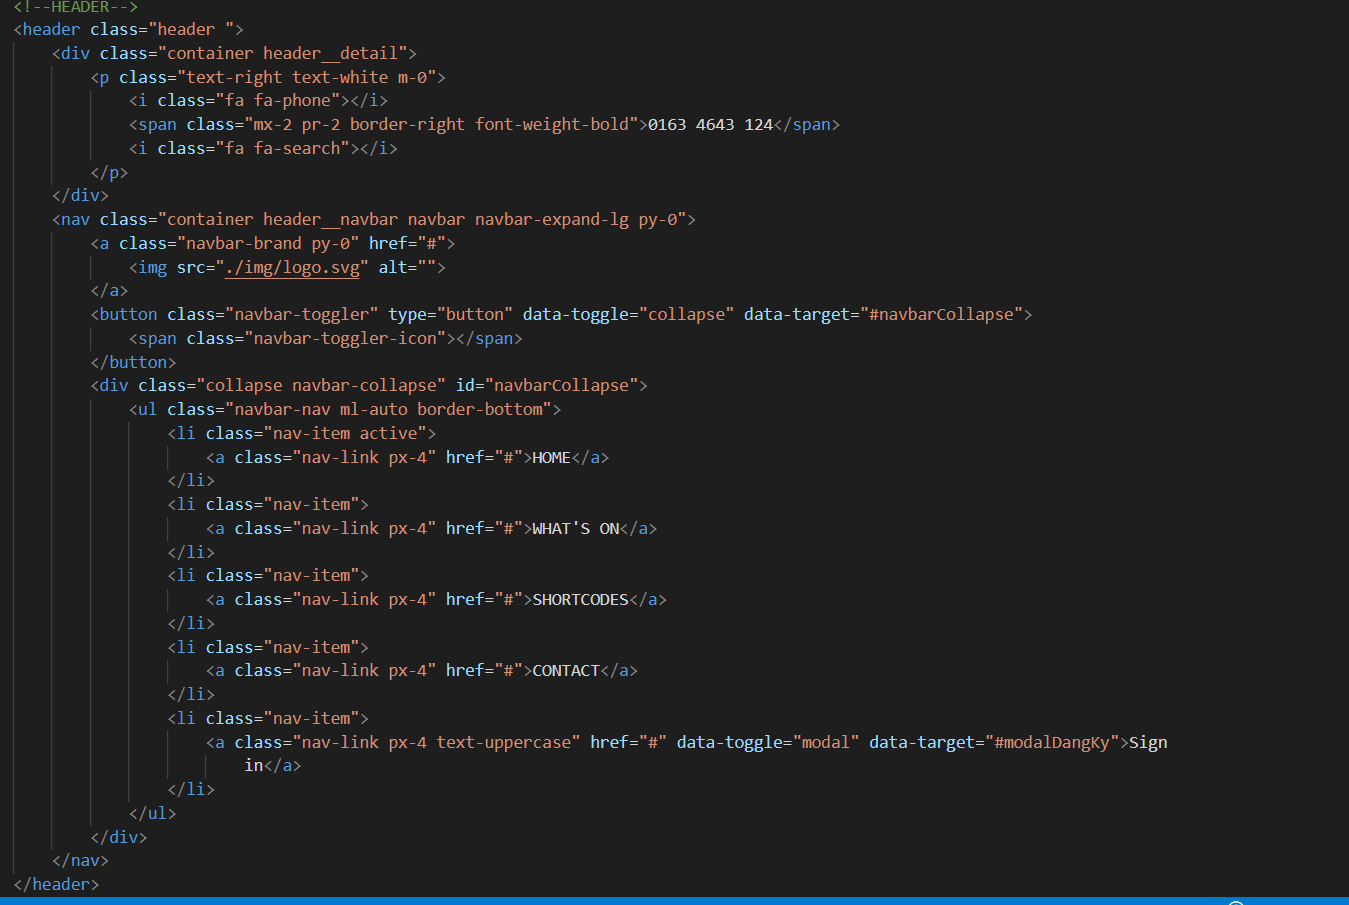 <!--HEADER-->
<header class="header ">
    <div class="container header__detail">
        <p class="text-right text-white m-0">
            <i class="fa fa-phone"></i>
            <span class="mx-2 pr-2 border-right font-weight-bold">0163 4643 124</span>
            <i class="fa fa-search"></i>
        </p>
    </div>
    <nav class="container header__navbar navbar navbar-expand-lg py-0">
        <a class="navbar-brand py-0" href="#">
            <img src="./img/logo.svg" alt="">
        </a>
        <button class="navbar-toggler" type="button" data-toggle="collapse" data-target="#navbarCollapse">
            <span class="navbar-toggler-icon"></span>
        </button>
        <div class="collapse navbar-collapse" id="navbarCollapse">
            <ul class="navbar-nav ml-auto border-bottom">
                <li class="nav-item active">
                    <a class="nav-link px-4" href="#">HOME</a>
                </li>
                <li class="nav-item">
                    <a class="nav-link px-4" href="#">WHAT'S ON</a>
                </li>
                <li class="nav-item">
                    <a class="nav-link px-4" href="#">SHORTCODES</a>
                </li>
                <li class="nav-item">
                    <a class="nav-link px-4" href="#">CONTACT</a>
                </li>
                <li class="nav-item">
                    <a class="nav-link px-4 text-uppercase" href="#" data-toggle="modal" data-target="#modalDangKy">Sign
                        in</a>
                </li>
            </ul>
        </div>
    </nav>
</header>